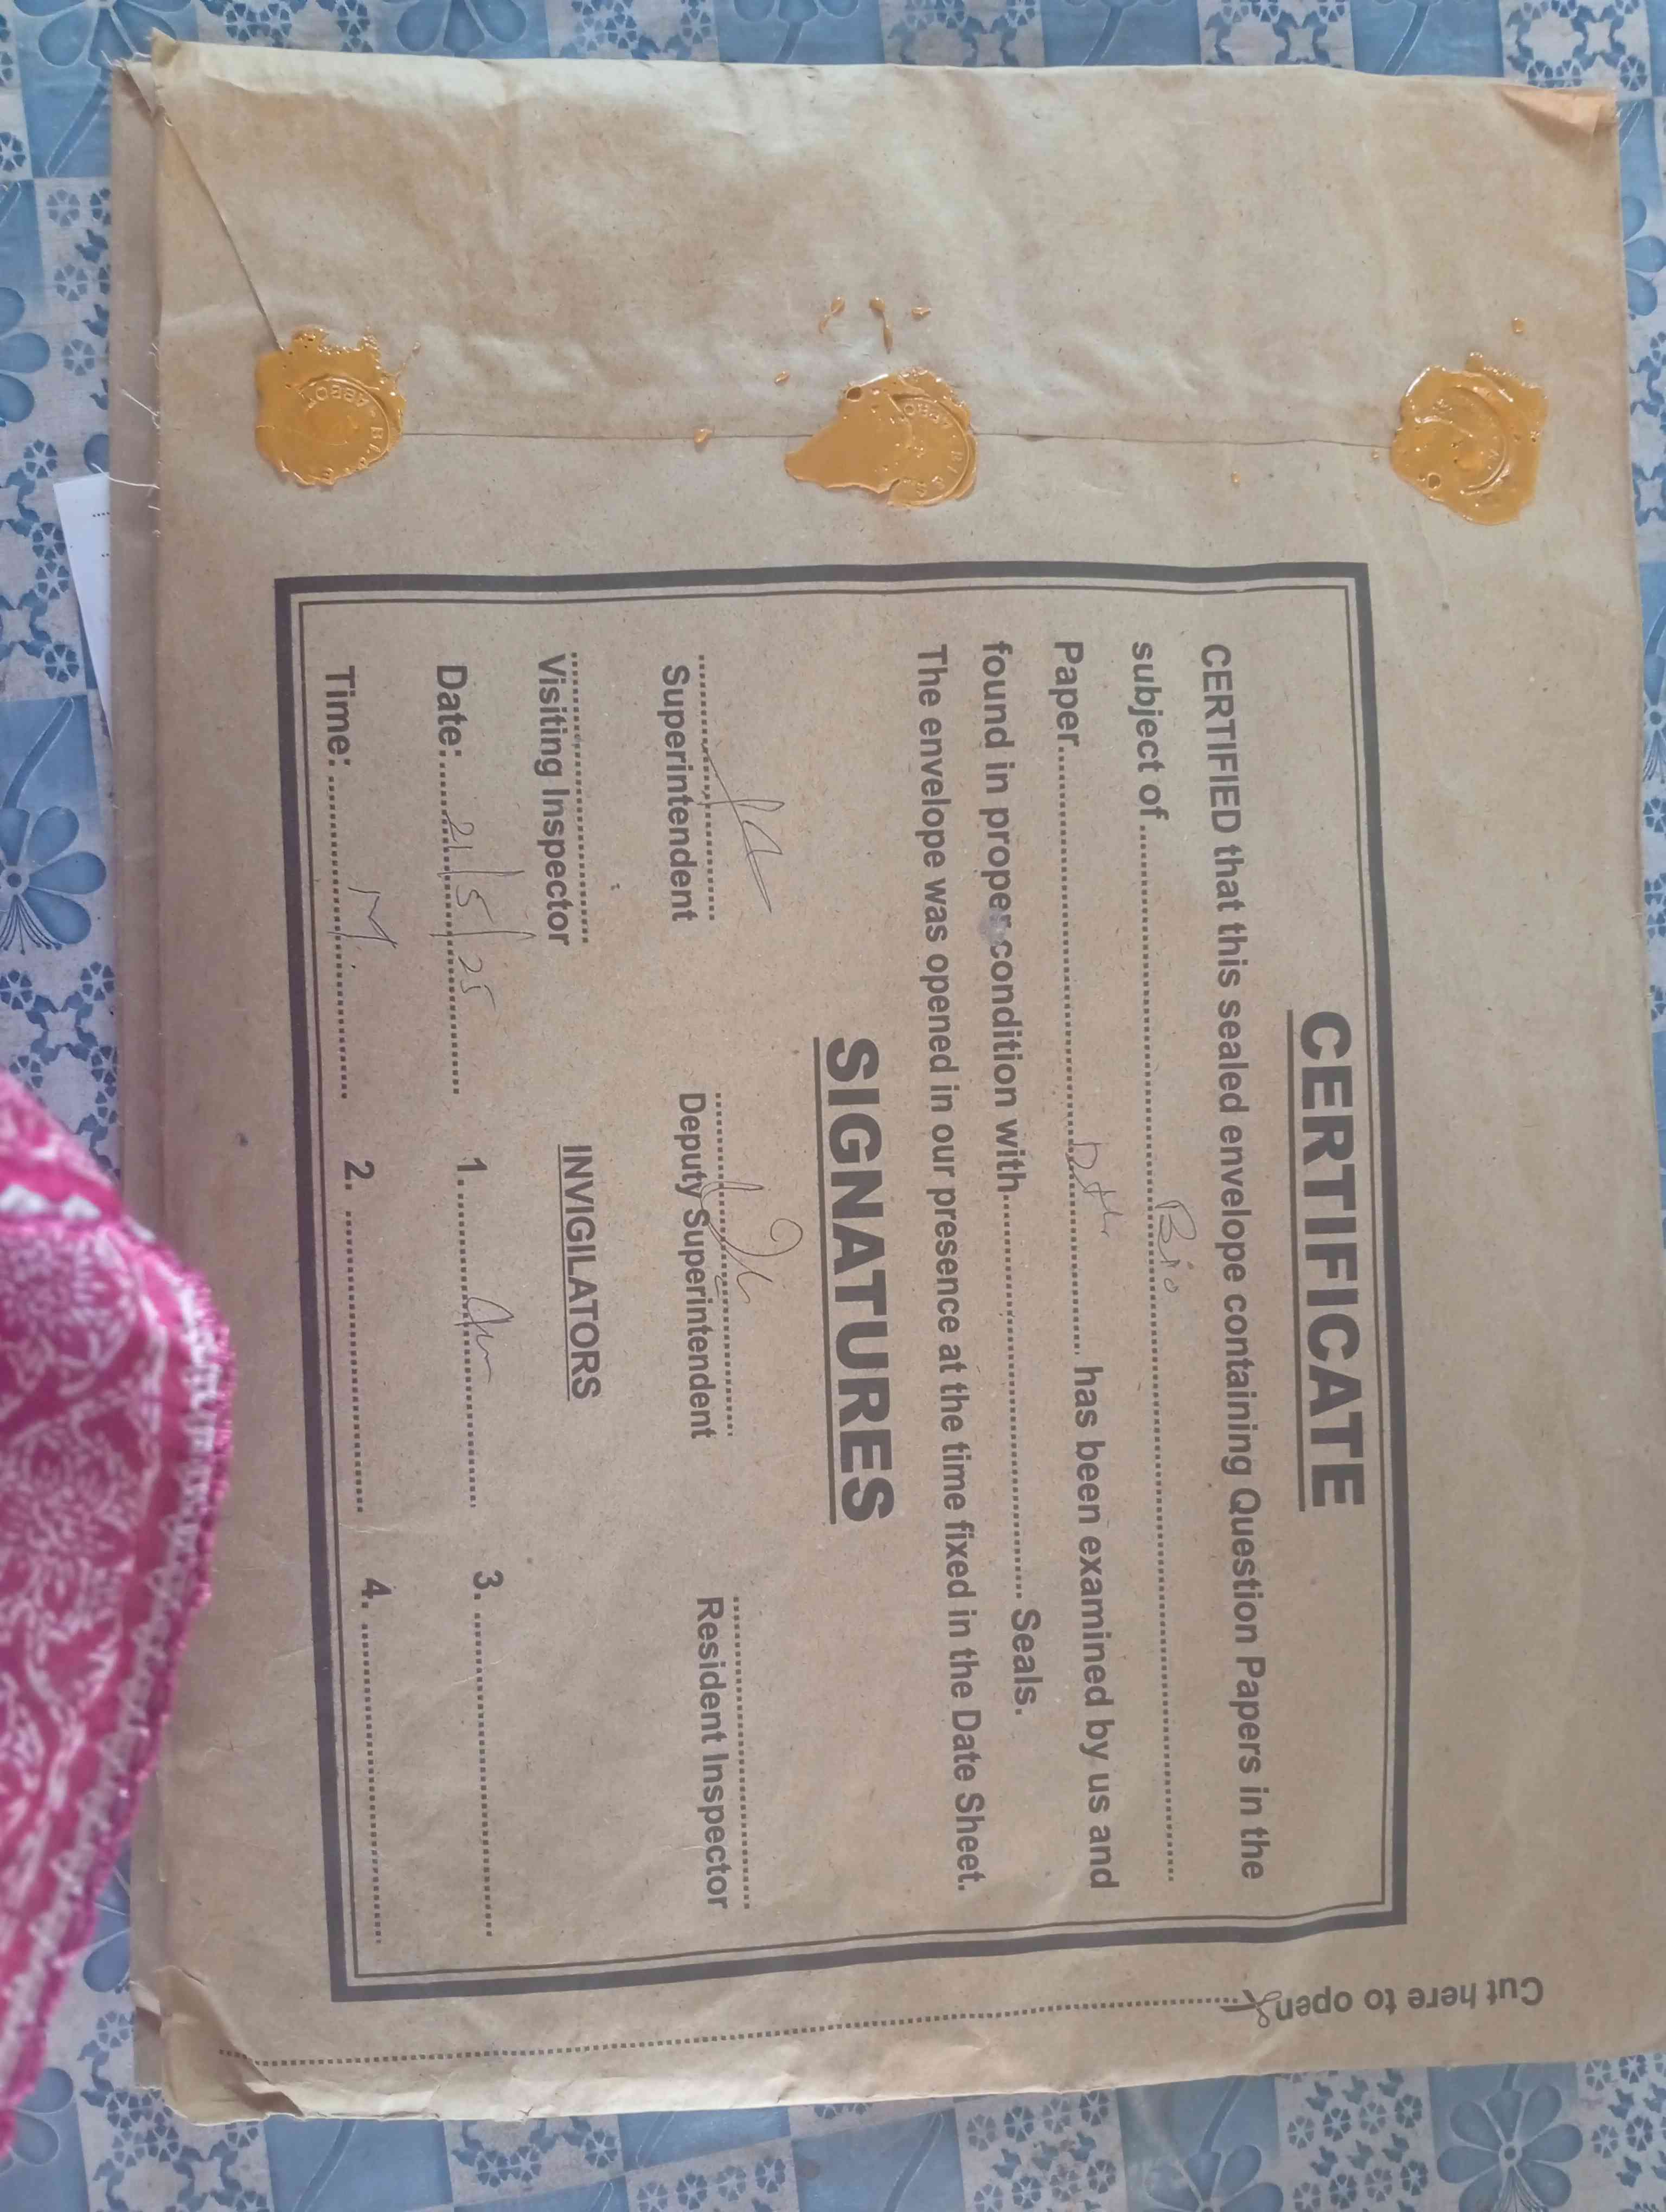 CERTIFICATE
CERTIFIED that this sealed envelope containing Question Papers in the
subject of.......... Bio ..........
Paper.................... has been examined by us and
found in proper condition with.................... Seals.
The envelope was opened in our presence at the time fixed in the Date Sheet.
SIGNATURES
Superintendent Deputy Superintendent Resident Inspector
Visiting Inspector INVIGILATORS
Date: 21/5/25 1. .......... 3. ..........
Time: M. 2. .......... 4. ..........
Cut here to open